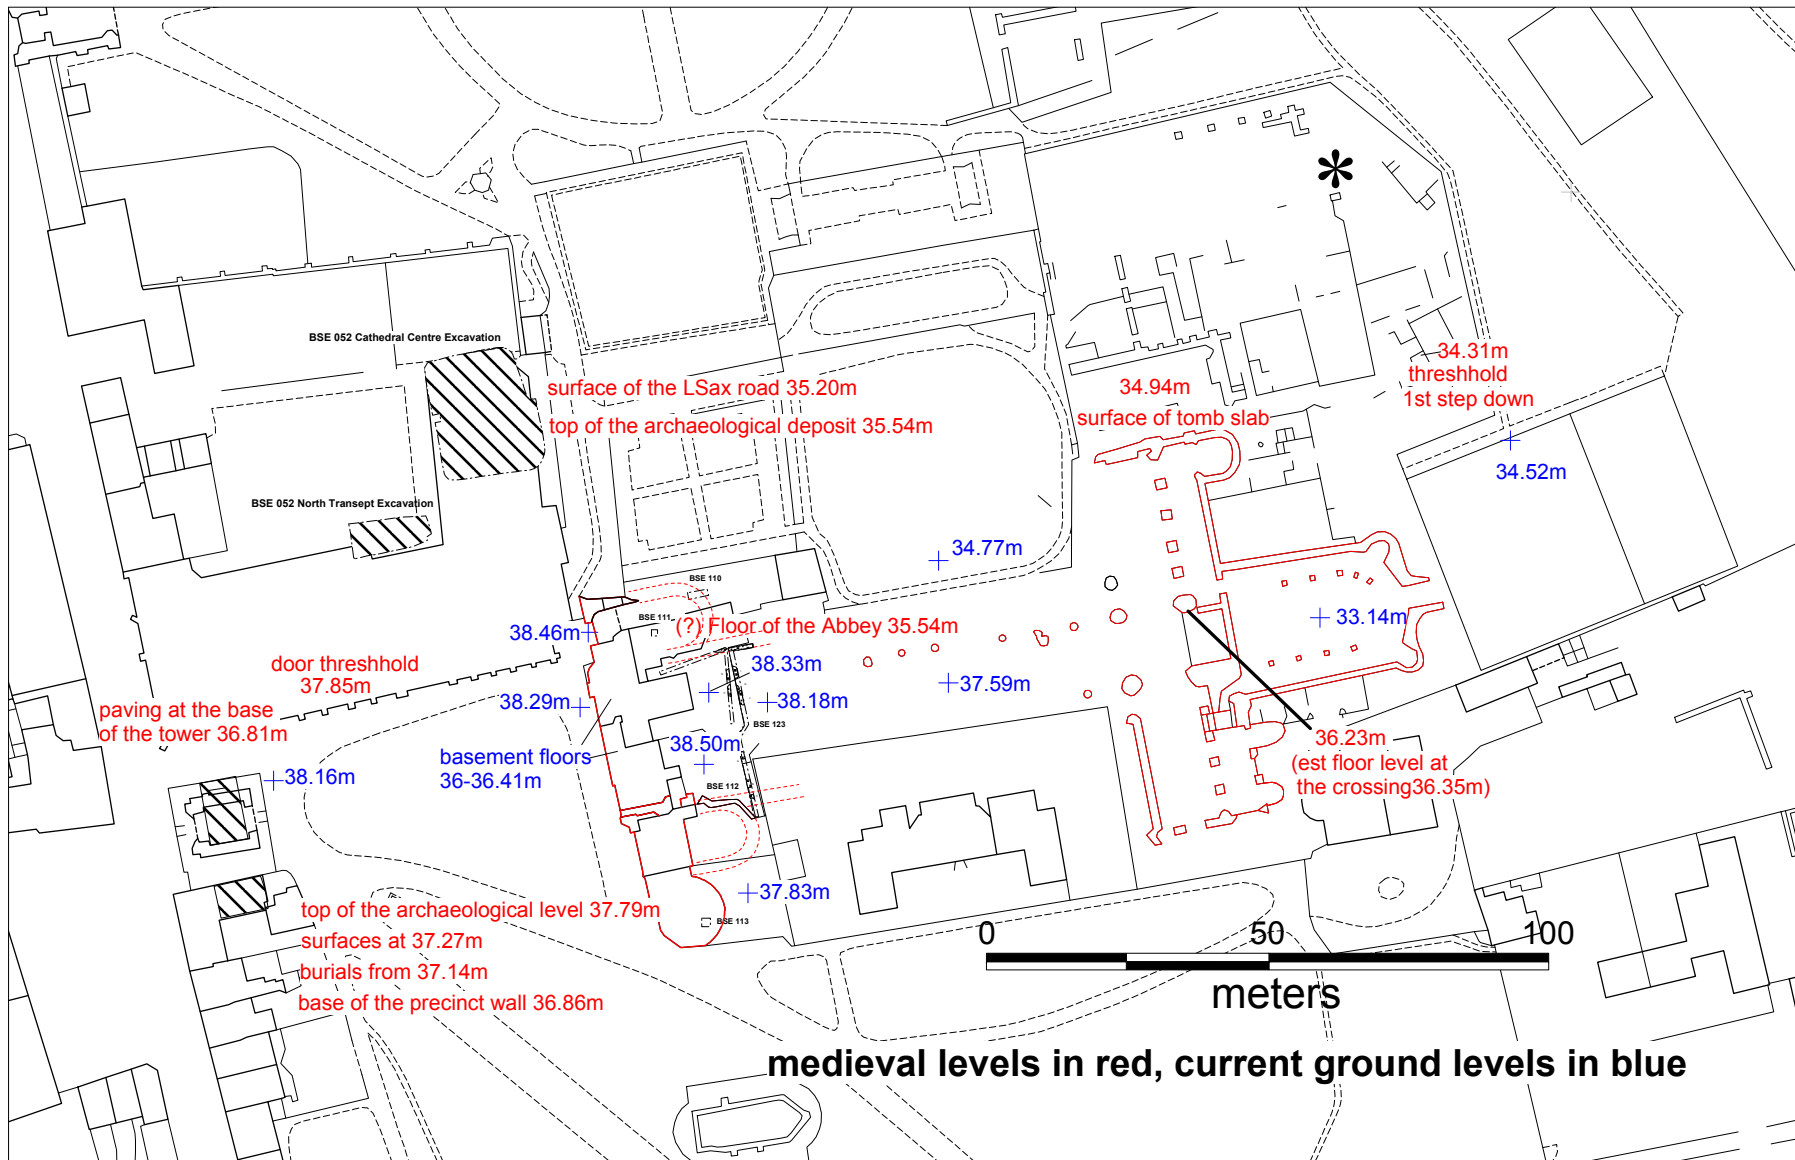 BSE 052 Cathedral Centre Excavation
surface of the LSax road 35.20m
top of the archaeological deposit 35.54m
34.94m
surface of tomb slab
34.31m
threshhold
1st step down
34.52m
BSE 052 North Transept Excavation
34.77m
BSE 110
BSE 111
(?) Floor of the Abbey 35.54m
33.14m
38.46m
38.33m
door threshhold
37.85m
37.59m
38.29m
38.18m
paving at the base
of the tower 36.81m
BSE 123
38.50m
basement floors
36-36.41m
36.23m
(est floor level at
the crossing36.35m)
38.16m
BSE 112
37.83m
top of the archaeological level 37.79m
surfaces at 37.27m
burials from 37.14m
base of the precinct wall 36.86m
BSE 113
0 50 100
meters
medieval levels in red, current ground levels in blue